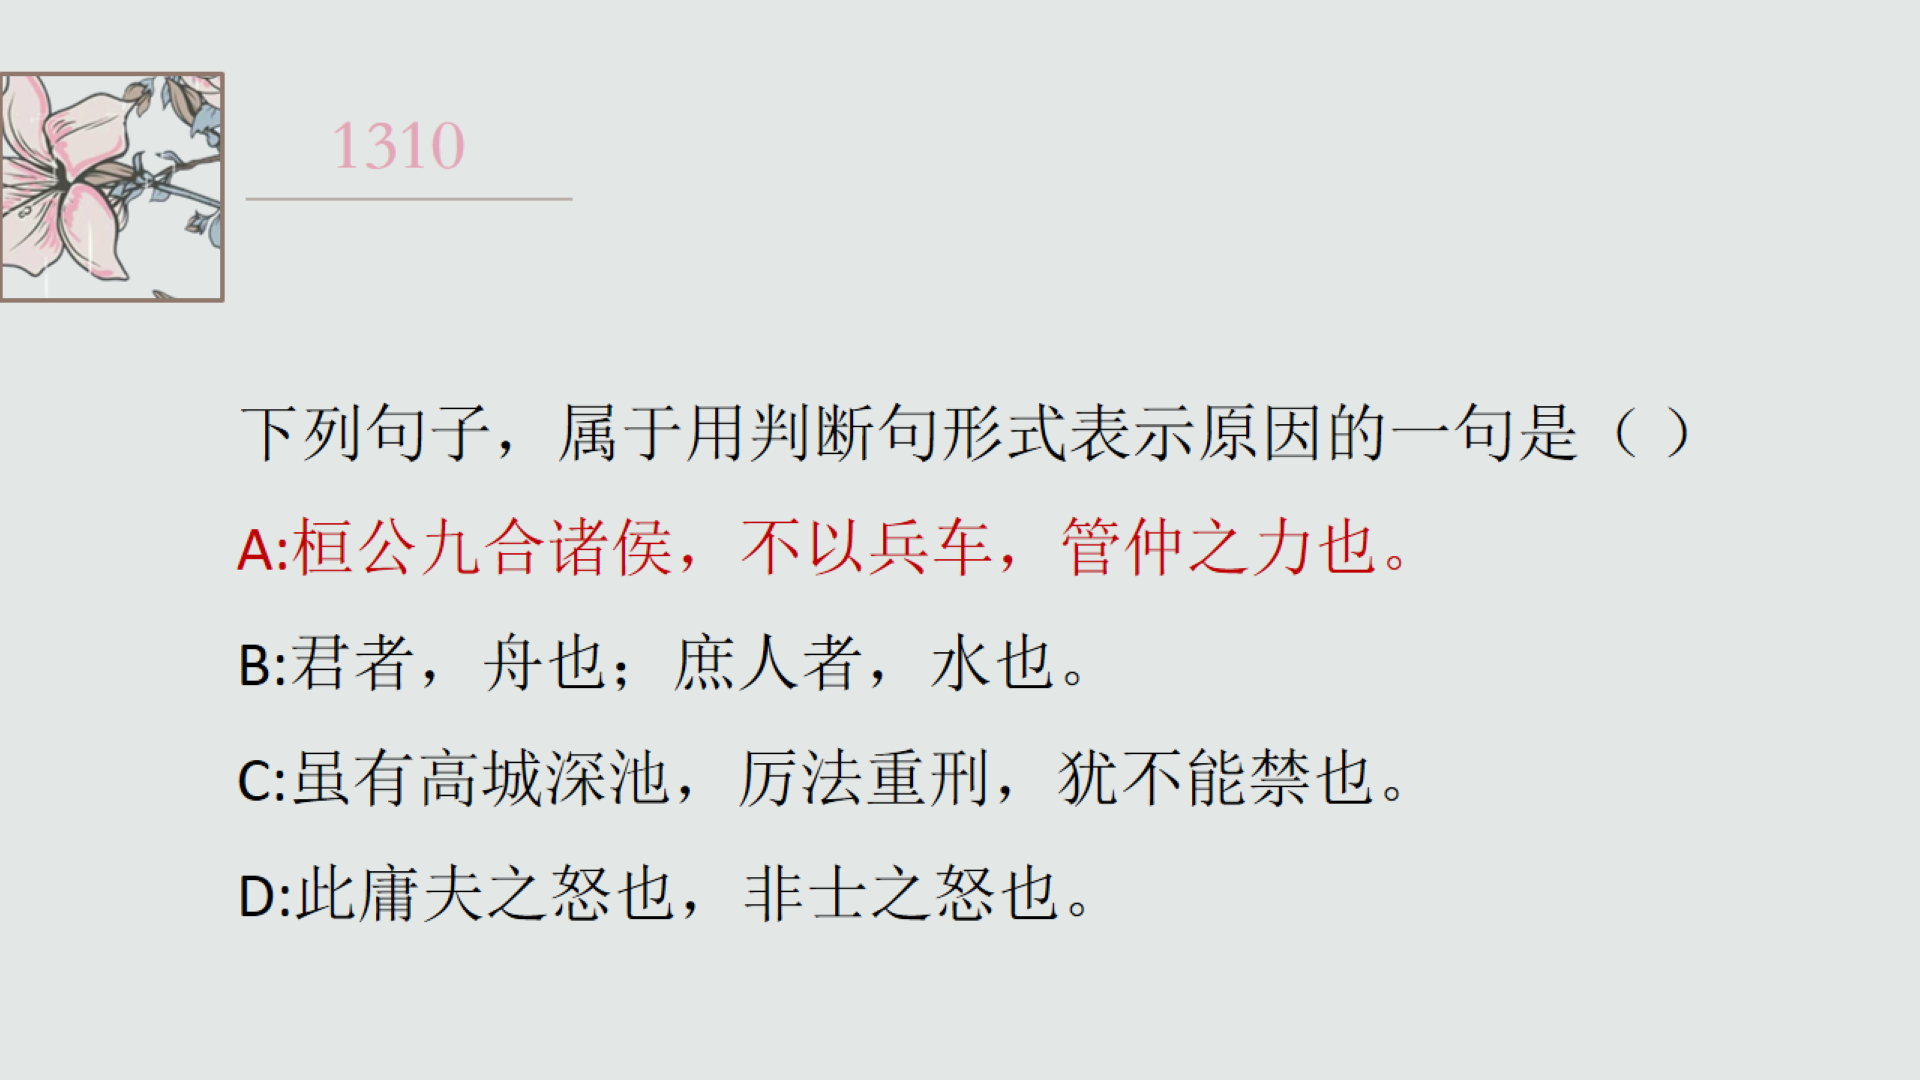 1310
下列句子，属于用判断句形式表示原因的一句是（ ）
A:桓公九合诸侯，不以兵车，管仲之力也。
B:君者，舟也；庶人者，水也。
C:虽有高城深池，厉法重刑，犹不能禁也。
D:此庸夫之怒也，非士之怒也。